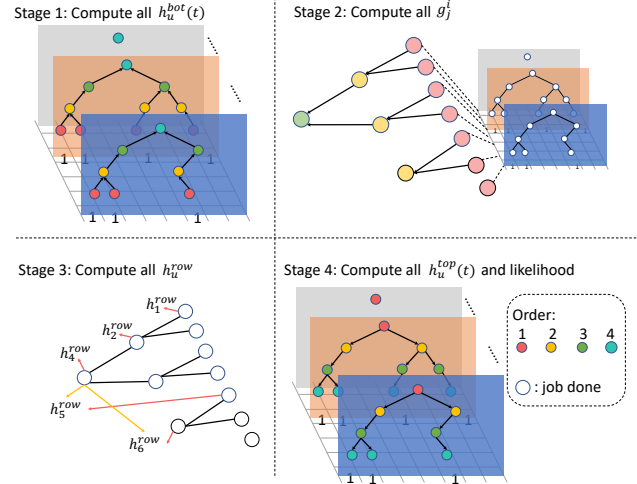 Stage 1: Compute all $h_u^{bot}(t)$
1 1 1
1 1 1
Stage 2: Compute all $g_j^i$
Stage 3: Compute all $h_u^{row}$
$h_1^{row}$
$h_2^{row}$
$h_4^{row}$
$h_5^{row}$
$h_6^{row}$
Stage 4: Compute all $h_u^{top}(t)$ and likelihood
Order:
1 2 3 4
: job done
1 1 1
1 1 1